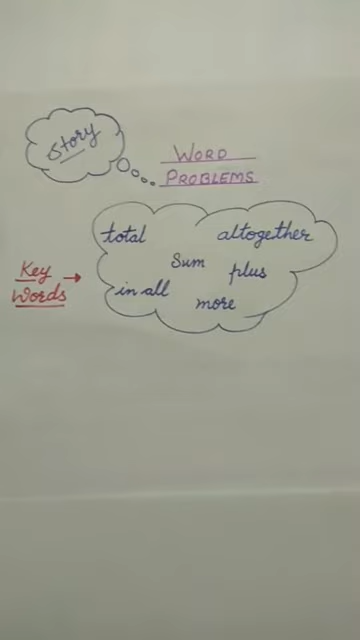 Story
WORD
PROBLEMS
total altogether
Sum plus
in all
more
Key
Words